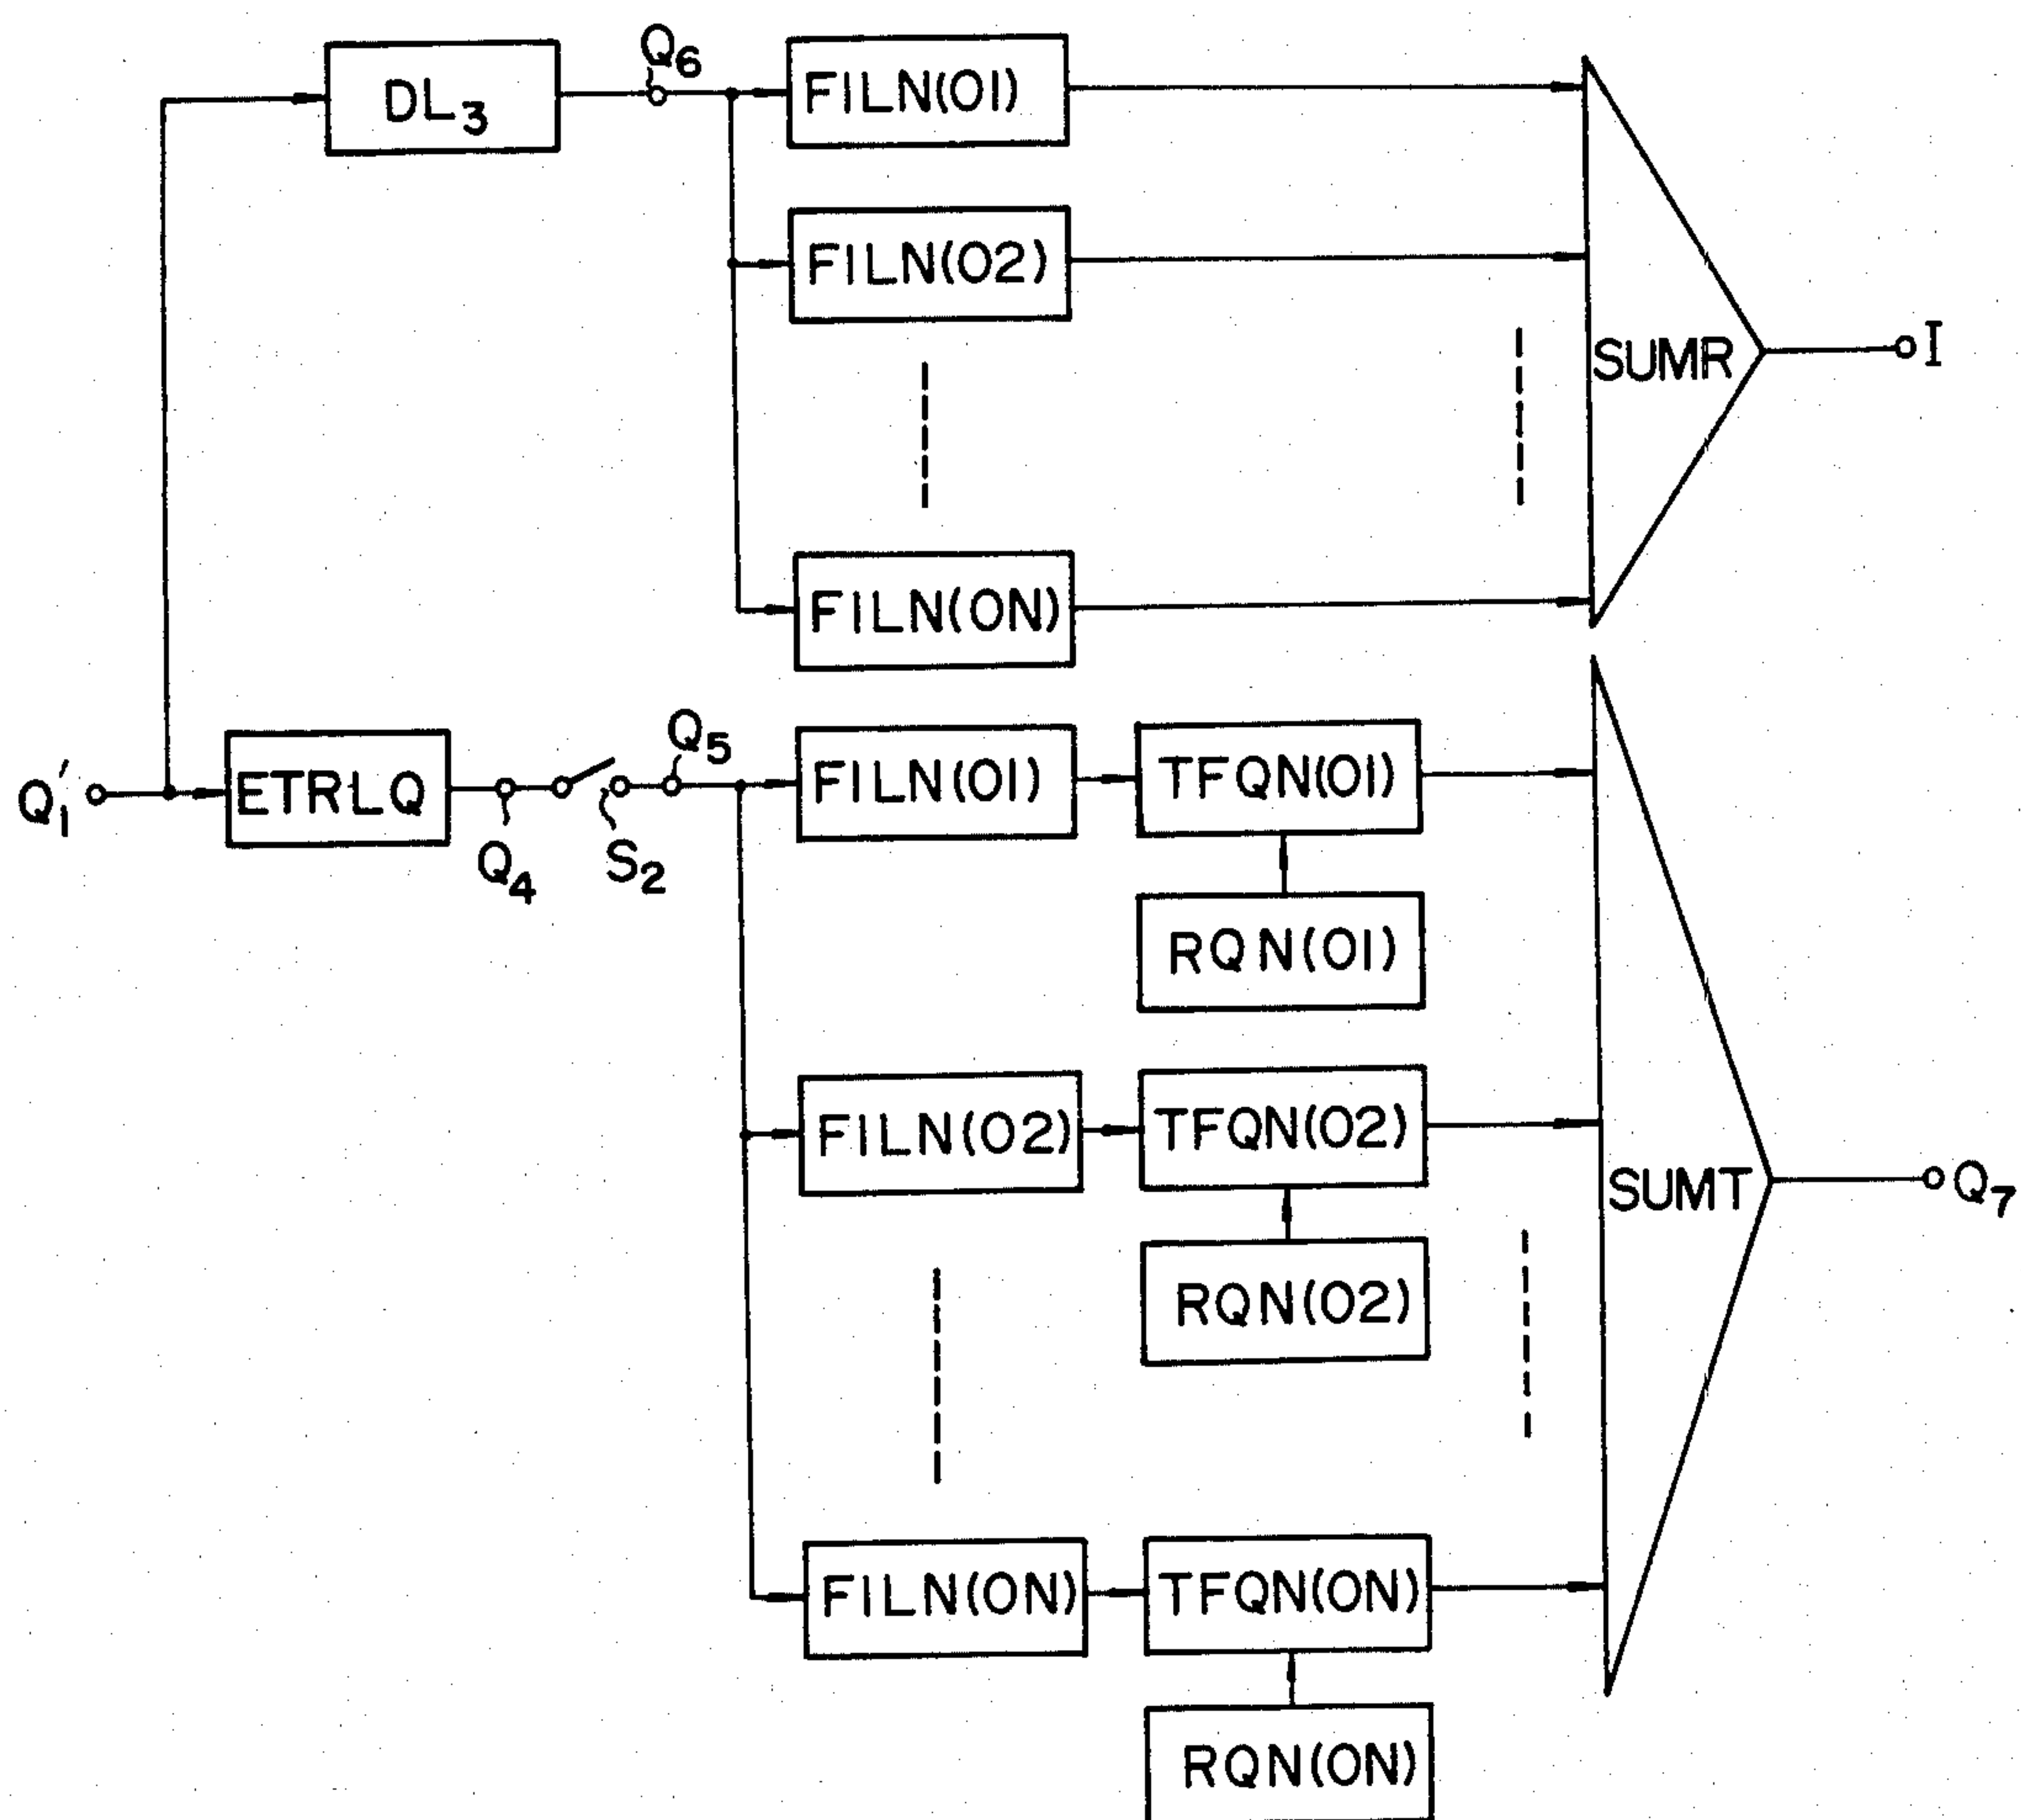 DL3
Q6
FILN(01)
FILN(02)
SUMR
I
FILN(0N)
Q1'
ETRLQ
Q4
S2
Q5
FILN(01)
TFQN(01)
RQN(01)
FILN(02)
TFQN(02)
RQN(02)
SUMT
Q7
FILN(0N)
TFQN(0N)
RQN(0N)